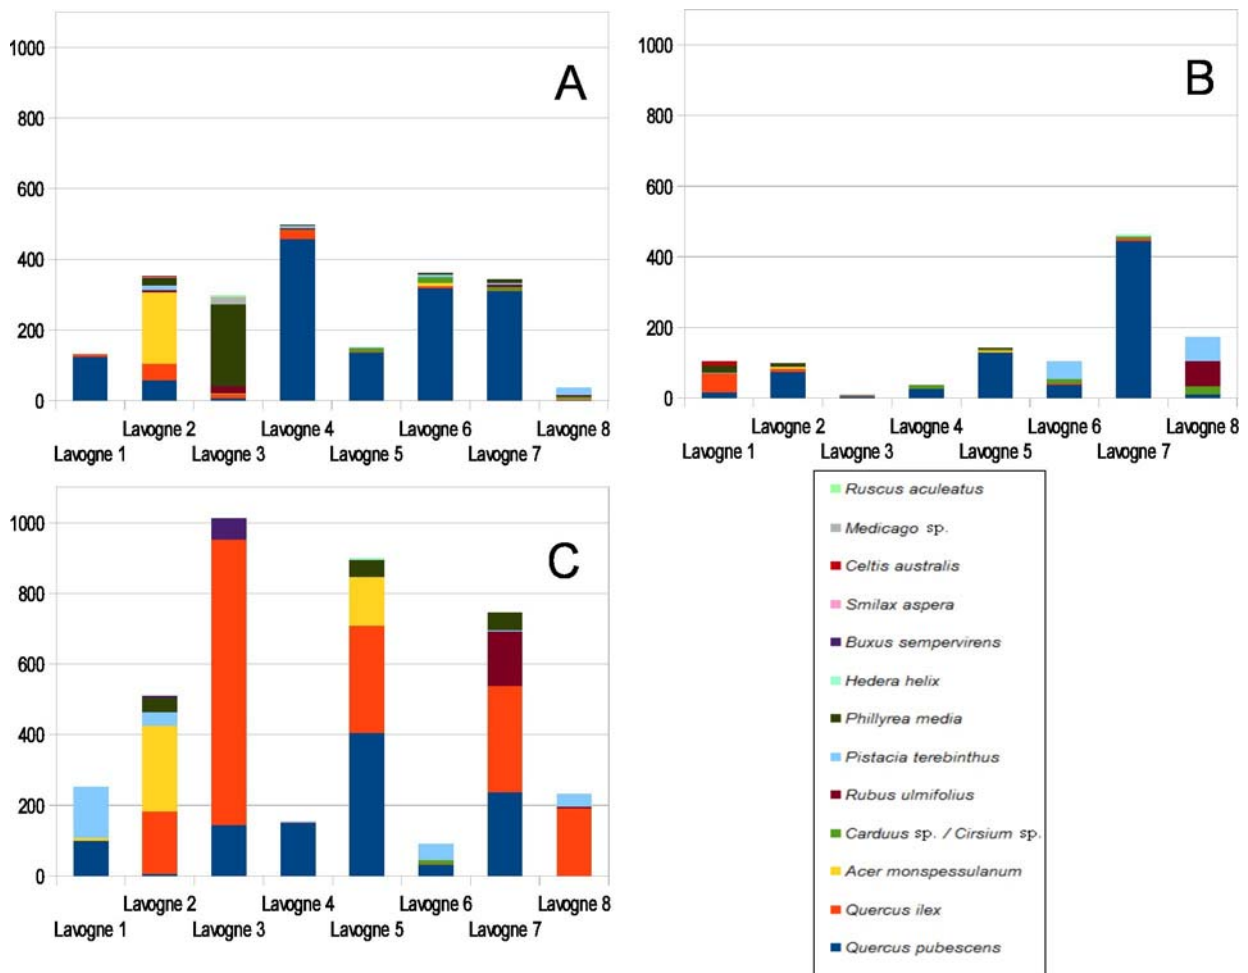 A
1000
800
600
400
200
0
Lavogne 2 Lavogne 4 Lavogne 6 Lavogne 8
Lavogne 1 Lavogne 3 Lavogne 5 Lavogne 7
B
1000
800
600
400
200
0
Lavogne 2 Lavogne 4 Lavogne 6 Lavogne 8
Lavogne 1 Lavogne 3 Lavogne 5 Lavogne 7
C
1000
800
600
400
200
0
Lavogne 2 Lavogne 4 Lavogne 6 Lavogne 8
Lavogne 1 Lavogne 3 Lavogne 5 Lavogne 7
Ruscus aculeatus
Medicago sp.
Celtis australis
Smilax aspera
Buxus sempervirens
Hedera helix
Phillyrea media
Pistacia terebinthus
Rubus ulmifolius
Carduus sp. / Cirsium sp.
Acer monspessulanum
Quercus ilex
Quercus pubescens